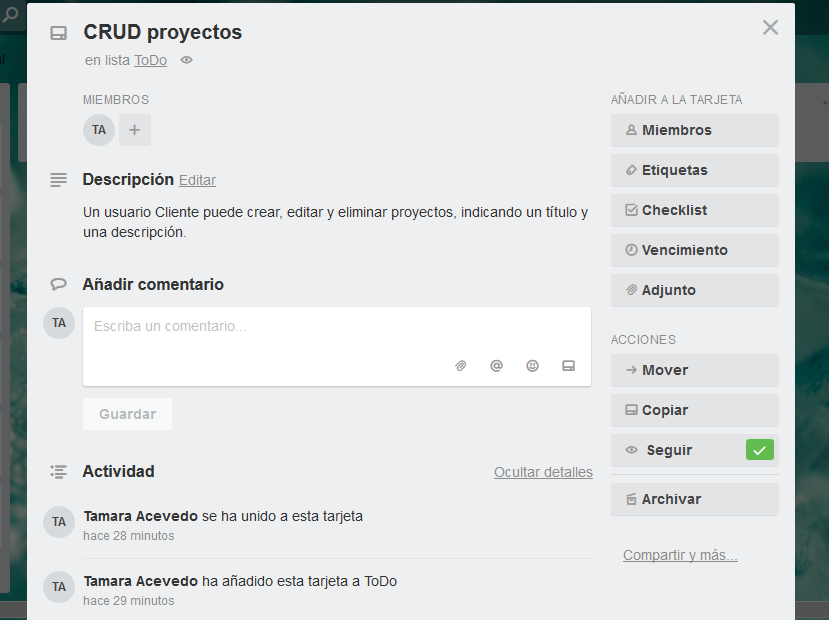 CRUD proyectos
en lista ToDo
MIEMBROS
TA
Descripción Editar
Un usuario Cliente puede crear, editar y eliminar proyectos, indicando un título y
una descripción.
Añadir comentario
TA
Escriba un comentario...
Guardar
Actividad
Ocultar detalles
TA
Tamara Acevedo se ha unido a esta tarjeta
hace 28 minutos
TA
Tamara Acevedo ha añadido esta tarjeta a ToDo
hace 29 minutos
AÑADIR A LA TARJETA
Miembros
Etiquetas
Checklist
Vencimiento
Adjunto
ACCIONES
Mover
Copiar
Seguir
Archivar
Compartir y más...